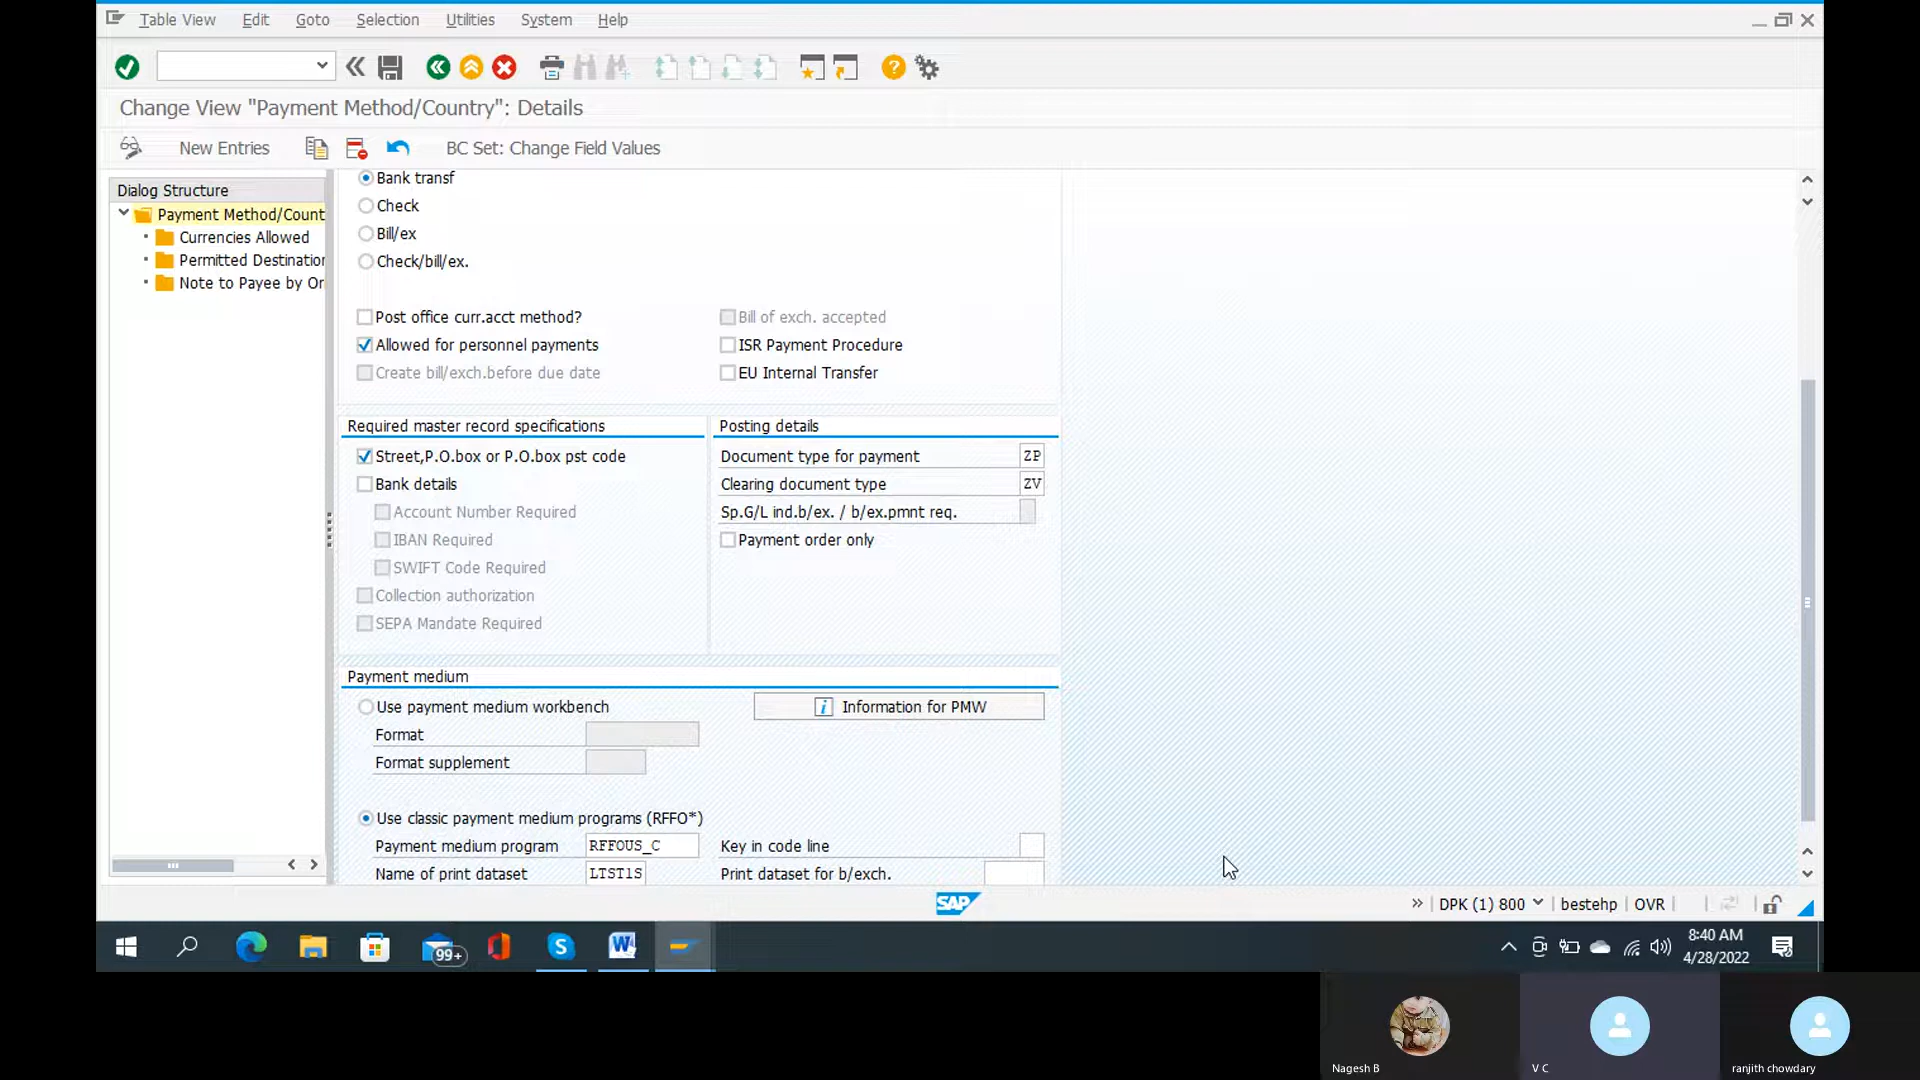 Table View Edit Goto Selection Utilities System Help
Change View "Payment Method/Country": Details
New Entries BC Set: Change Field Values
Dialog Structure
Payment Method/Count
Currencies Allowed
Permitted Destination
Note to Payee by Or
Bank transf
Check
Bill/ex
Check/bill/ex.
Post office curr.acct method? Bill of exch. accepted
Allowed for personnel payments ISR Payment Procedure
Create bill/exch.before due date EU Internal Transfer
Required master record specifications Posting details
Street,P.O.box or P.O.box pst code Document type for payment ZP
Bank details Clearing document type ZV
Account Number Required Sp.G/L ind.b/ex. / b/ex.pmnt req.
IBAN Required Payment order only
SWIFT Code Required
Collection authorization
SEPA Mandate Required
Payment medium
Use payment medium workbench Information for PMW
Format
Format supplement
Use classic payment medium programs (RFFO*)
Payment medium program RFFOUS_C Key in code line
Name of print dataset LTST1S Print dataset for b/exch.
SAP DPK (1) 800 bestehp OVR
99+ 8:40 AM
4/28/2022
Nagesh B V C ranjith chowdary